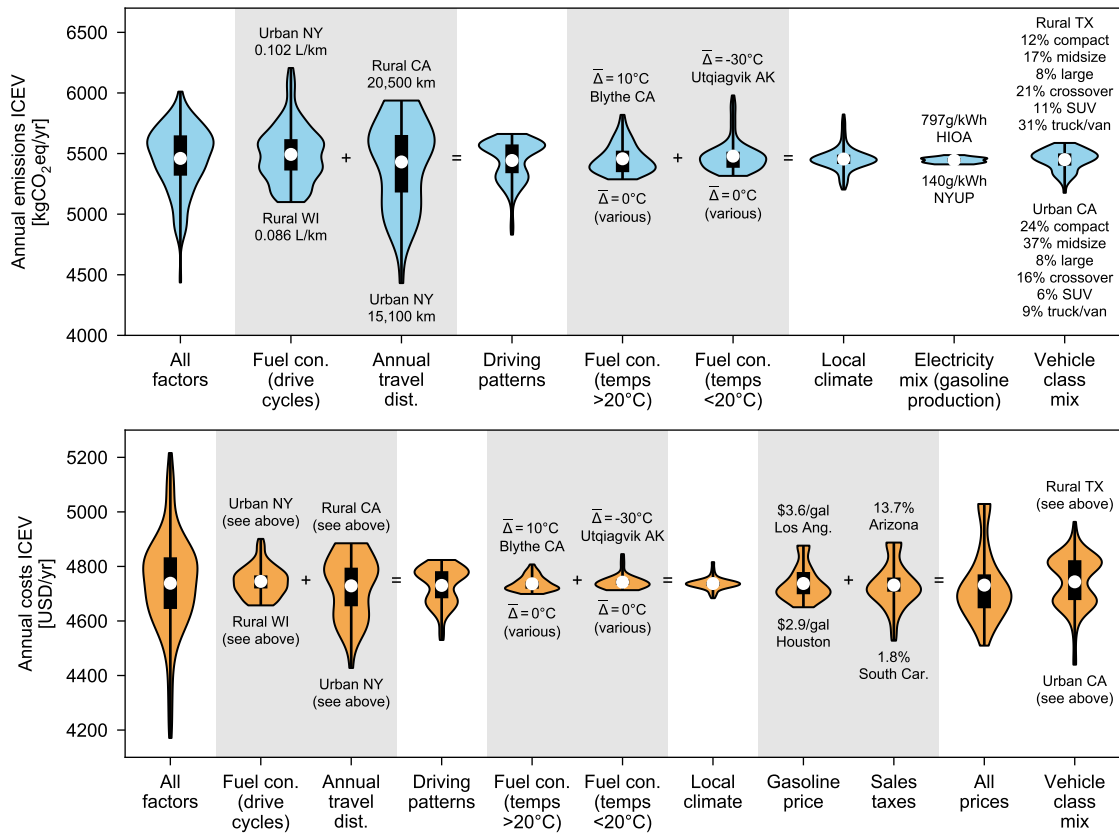 Annual emissions ICEV
[kgCO2eq/yr]
6500
6000
5500
5000
4500
4000
Urban NY
0.102 L/km
Rural WI
0.086 L/km
+
Rural CA
20,500 km
Urban NY
15,100 km
=
Δ̅ = 10°C
Blythe CA
Δ̅ = 0°C
(various)
+
Δ̅ = -30°C
Utqiagvik AK
Δ̅ = 0°C
(various)
=
797g/kWh
HIOA
140g/kWh
NYUP
Rural TX
12% compact
17% midsize
8% large
21% crossover
11% SUV
31% truck/van
Urban CA
24% compact
37% midsize
8% large
16% crossover
6% SUV
9% truck/van
All
factors
Fuel con.
(drive
cycles)
Annual
travel
dist.
Driving
patterns
Fuel con.
(temps
>20°C)
Fuel con.
(temps
<20°C)
Local
climate
Electricity
mix (gasoline
production)
Vehicle
class
mix
Annual costs ICEV
[USD/yr]
5200
5000
4800
4600
4400
4200
Urban NY
(see above)
Rural WI
(see above)
+
Rural CA
(see above)
Urban NY
(see above)
=
Δ̅ = 10°C
Blythe CA
Δ̅ = 0°C
(various)
+
Δ̅ = -30°C
Utqiagvik AK
Δ̅ = 0°C
(various)
=
$3.6/gal
Los Ang.
$2.9/gal
Houston
+
13.7%
Arizona
1.8%
South Car.
=
Rural TX
(see above)
Urban CA
(see above)
All
factors
Fuel con.
(drive
cycles)
Annual
travel
dist.
Driving
patterns
Fuel con.
(temps
>20°C)
Fuel con.
(temps
<20°C)
Local
climate
Gasoline
price
Sales
taxes
All
prices
Vehicle
class
mix